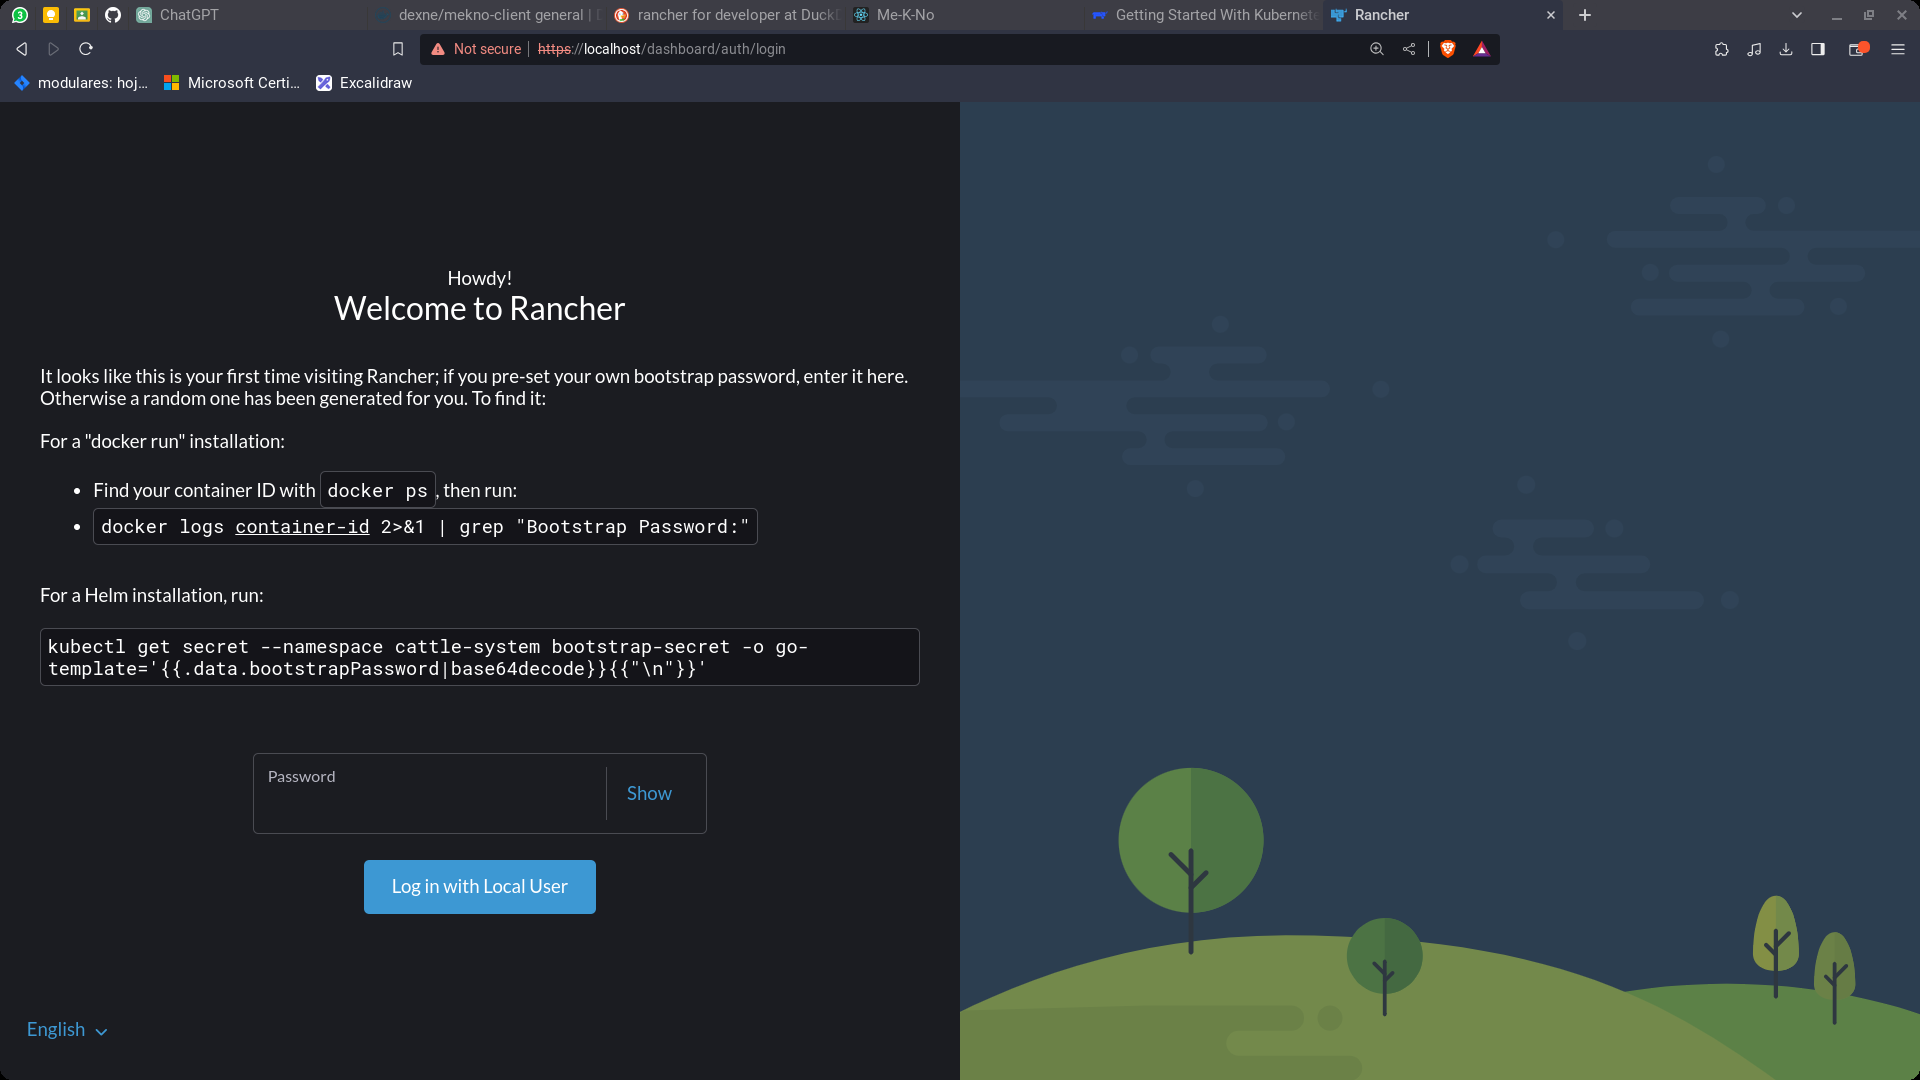 3
ChatGPT
dexne/mekno-client general | D
rancher for developer at Duck
Me-K-No
Getting Started With Kubernete
Rancher
Not secure
https://localhost/dashboard/auth/login
modulares: hoj...
Microsoft Certi...
Excalidraw
Howdy!
Welcome to Rancher
It looks like this is your first time visiting Rancher; if you pre-set your own bootstrap password, enter it here.
Otherwise a random one has been generated for you. To find it:
For a "docker run" installation:
• Find your container ID with docker ps, then run:
• docker logs container-id 2>&1 | grep "Bootstrap Password:"
For a Helm installation, run:
kubectl get secret --namespace cattle-system bootstrap-secret -o go-
template='{{.data.bootstrapPassword|base64decode}}{{"\n"}}'
Password
Show
Log in with Local User
English